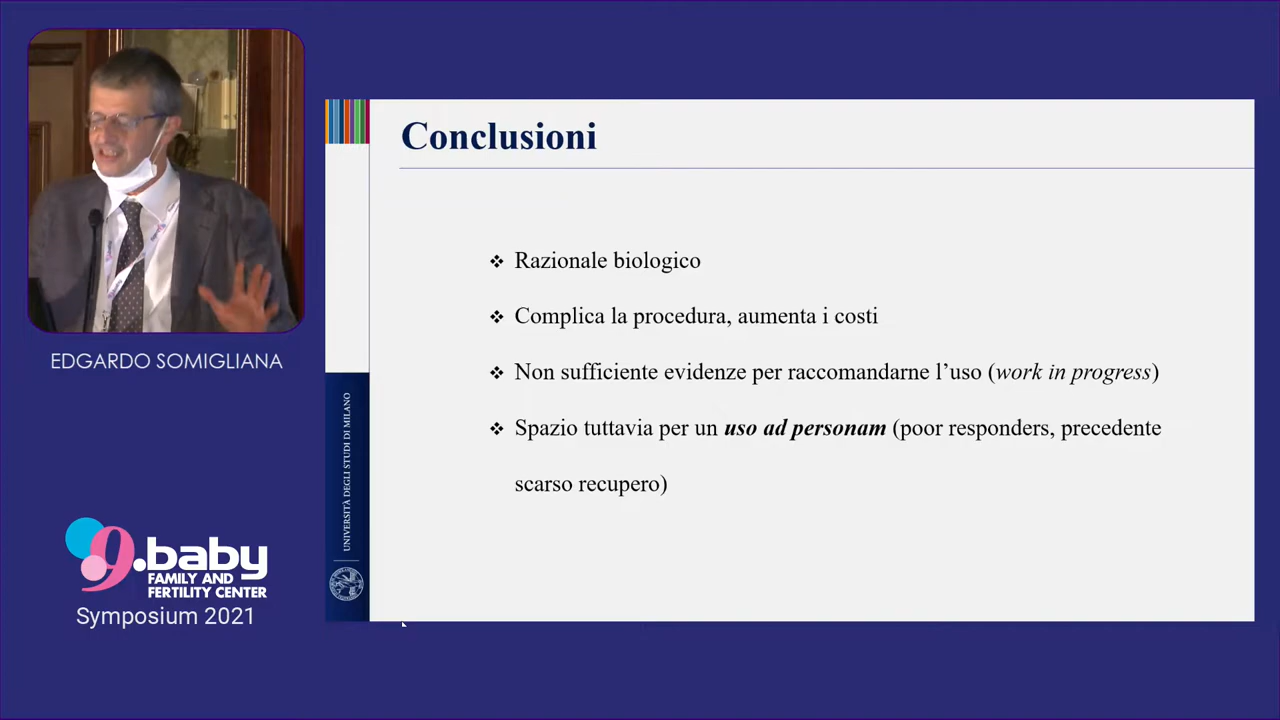 Conclusioni
❖ Razionale biologico
❖ Complica la procedura, aumenta i costi
❖ Non sufficiente evidenze per raccomandarne l’uso (work in progress)
❖ Spazio tuttavia per un uso ad personam (poor responders, precedente
scarso recupero)
UNIVERSITÀ DEGLI STUDI DI MILANO
EDGARDO SOMIGLIANA
9.baby
FAMILY AND
FERTILITY CENTER
Symposium 2021